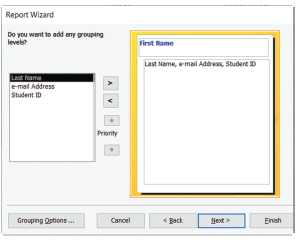 Report Wizard
Do you want to add any grouping
levels?
Last Name
e-mail Address
Student ID
>
<
Priority
First Name
Last Name, e-mail Address, Student ID
Grouping Options ...
Cancel
< Back
Next >
Finish